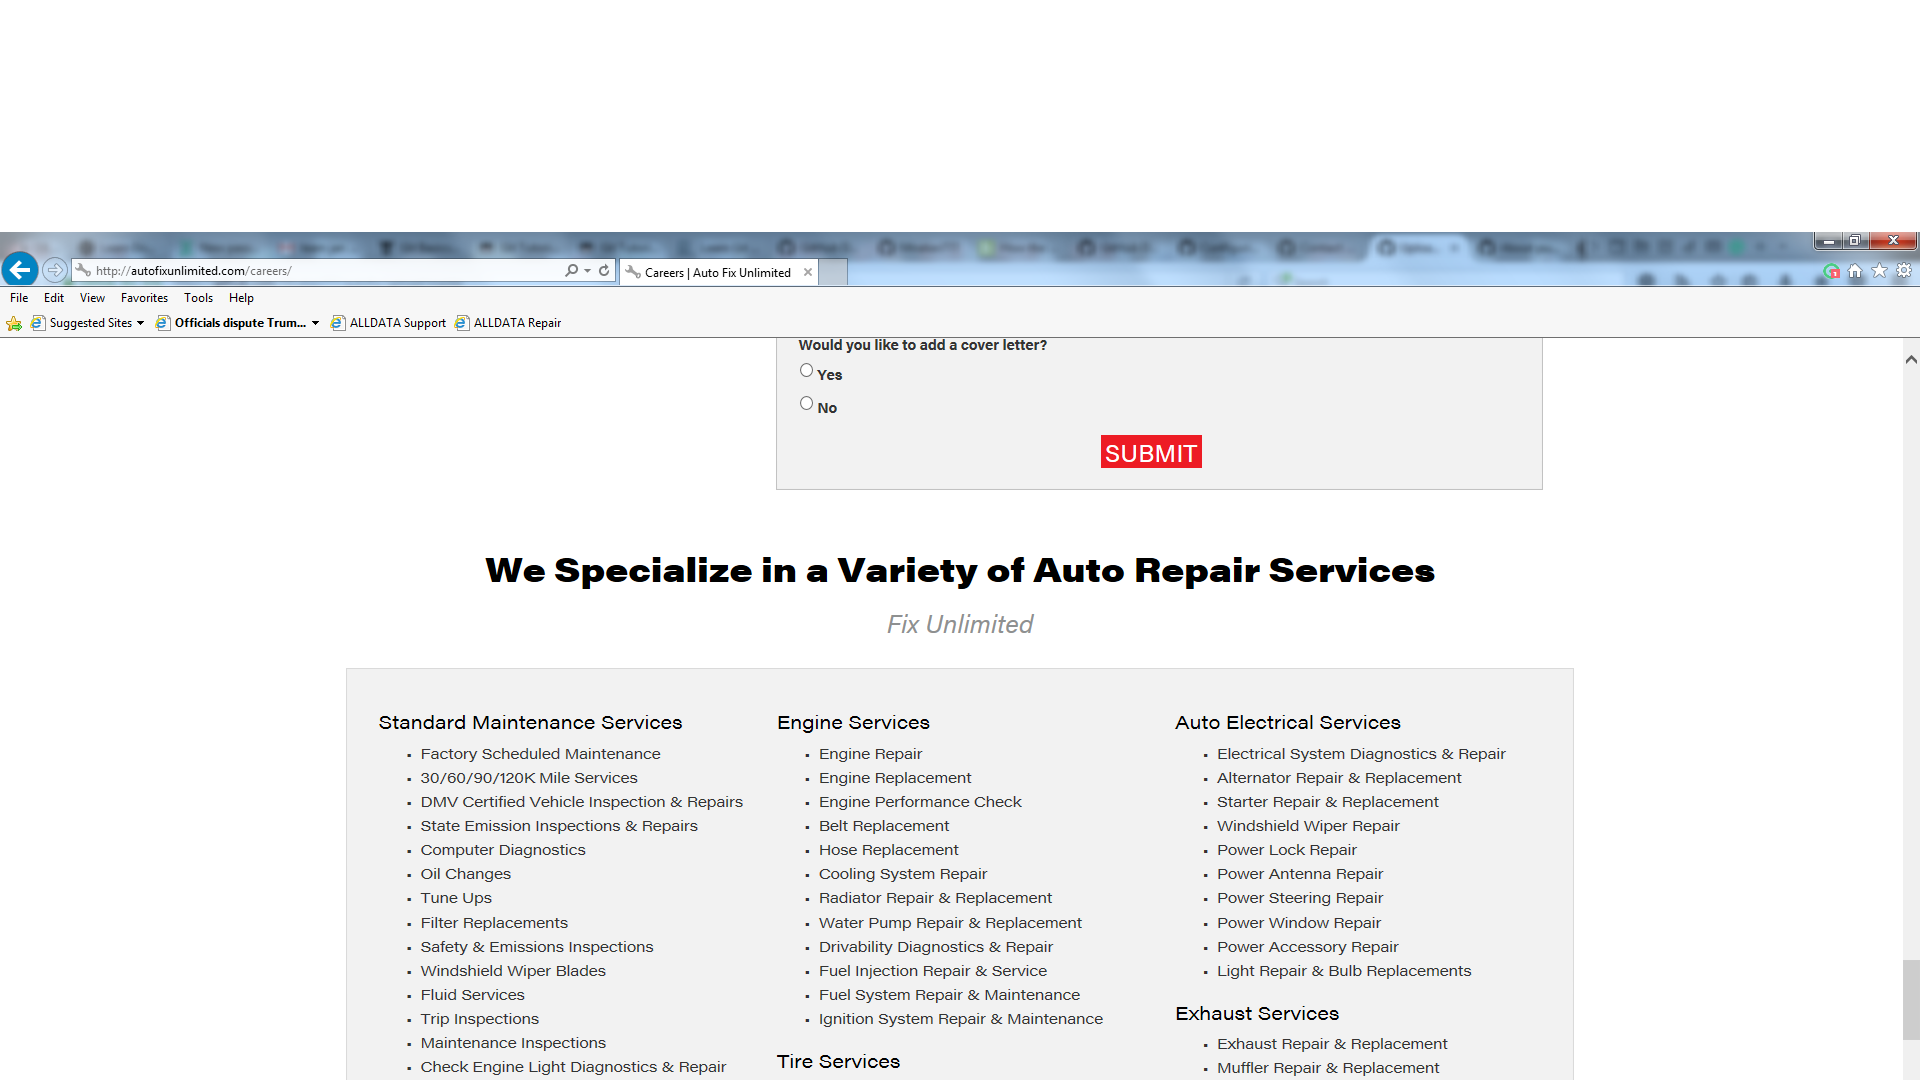 http://autofixunlimited.com/careers/
Careers | Auto Fix Unlimited
File Edit View Favorites Tools Help
Suggested Sites Officials dispute Trum... ALLDATA Support ALLDATA Repair
Would you like to add a cover letter?
Yes
No
SUBMIT
We Specialize in a Variety of Auto Repair Services
Fix Unlimited
Standard Maintenance Services
Factory Scheduled Maintenance
30/60/90/120K Mile Services
DMV Certified Vehicle Inspection & Repairs
State Emission Inspections & Repairs
Computer Diagnostics
Oil Changes
Tune Ups
Filter Replacements
Safety & Emissions Inspections
Windshield Wiper Blades
Fluid Services
Trip Inspections
Maintenance Inspections
Check Engine Light Diagnostics & Repair
Engine Services
Engine Repair
Engine Replacement
Engine Performance Check
Belt Replacement
Hose Replacement
Cooling System Repair
Radiator Repair & Replacement
Water Pump Repair & Replacement
Drivability Diagnostics & Repair
Fuel Injection Repair & Service
Fuel System Repair & Maintenance
Ignition System Repair & Maintenance
Tire Services
Auto Electrical Services
Electrical System Diagnostics & Repair
Alternator Repair & Replacement
Starter Repair & Replacement
Windshield Wiper Repair
Power Lock Repair
Power Antenna Repair
Power Steering Repair
Power Window Repair
Power Accessory Repair
Light Repair & Bulb Replacements
Exhaust Services
Exhaust Repair & Replacement
Muffler Repair & Replacement